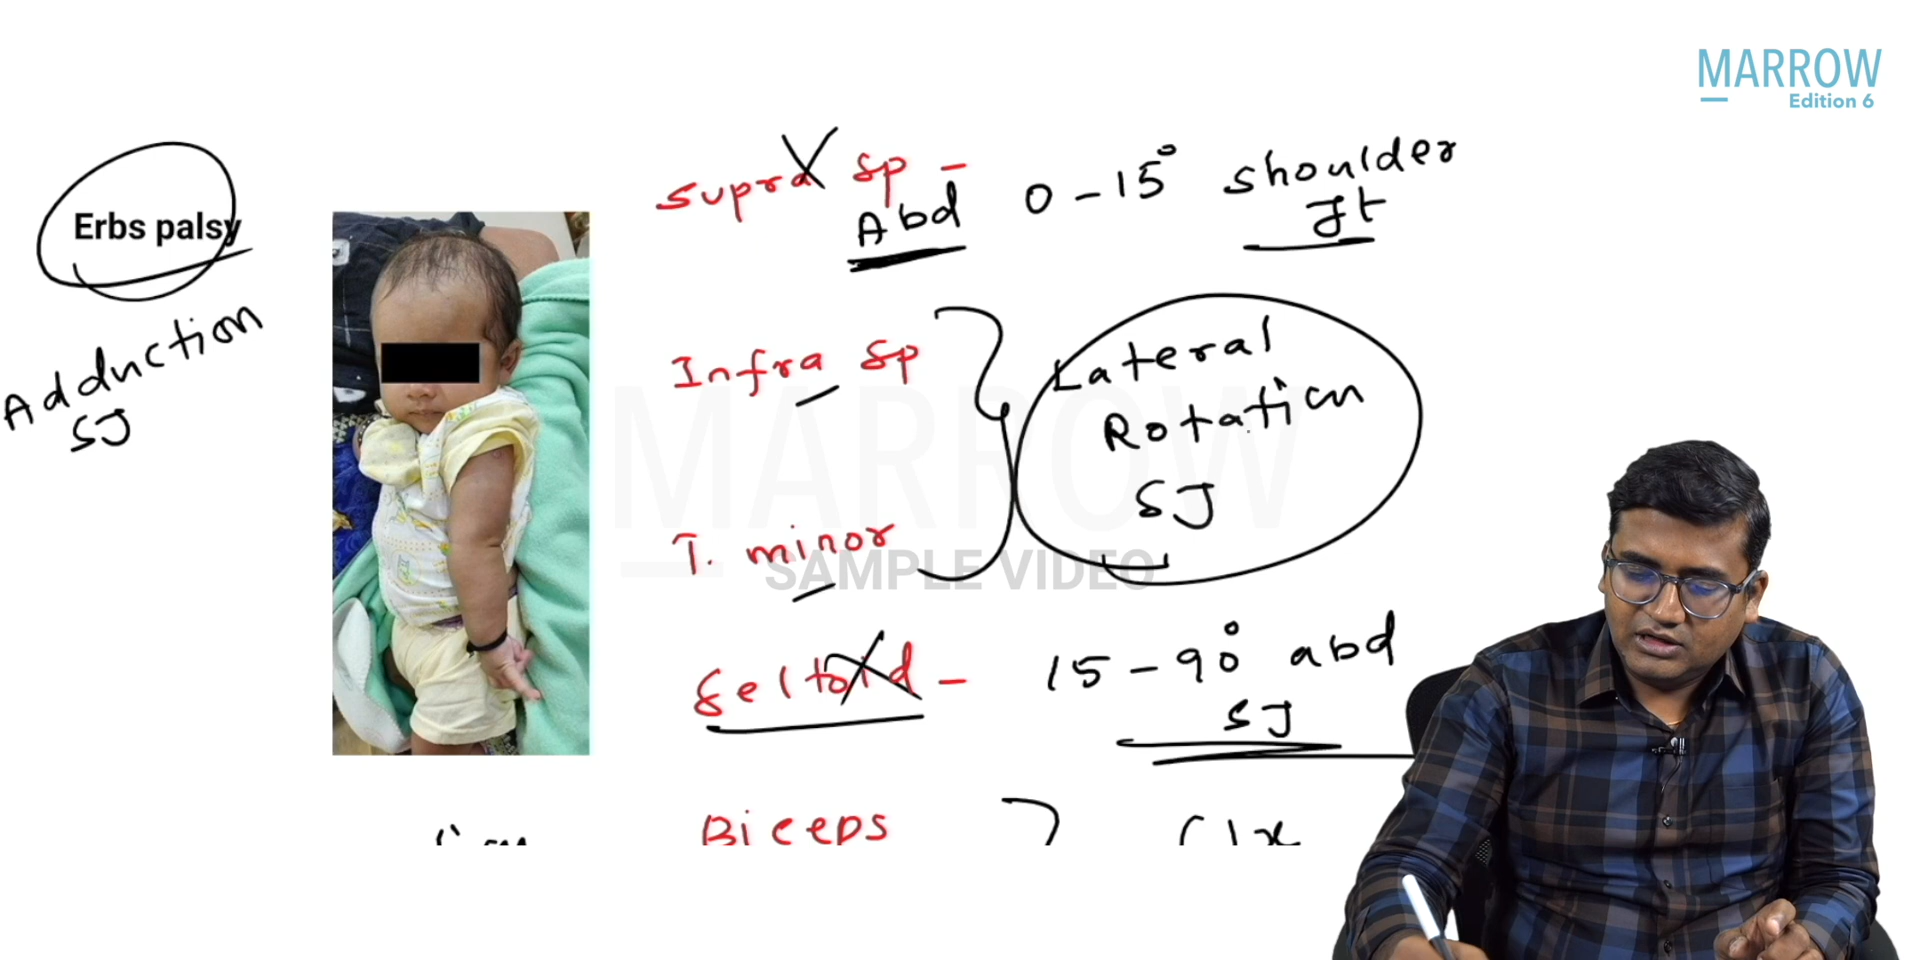 MARROW
Edition 6
Erbs palsy
Adduction
SJ
Supra Sp -
Abd
0-15° shoulder
Jt
Infra Sp
T. minor
Lateral
Rotation
SJ
MARROW
SAMPLE VIDEO
Deltoid -
15-90° abd
SJ
Biceps